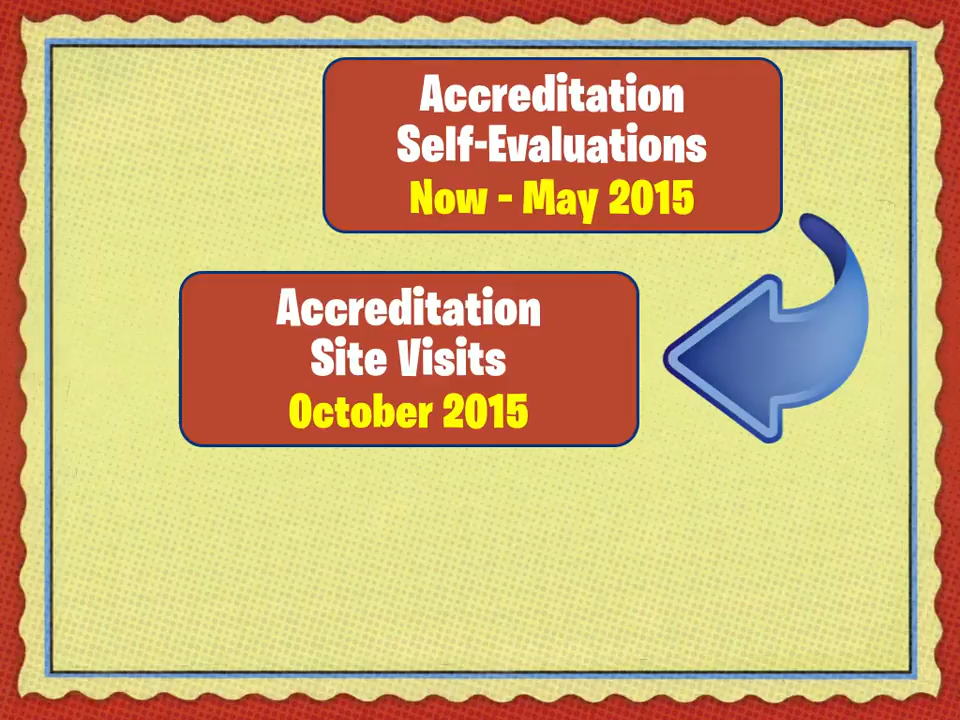 Accreditation
Self-Evaluations
Now - May 2015
Accreditation
Site Visits
October 2015